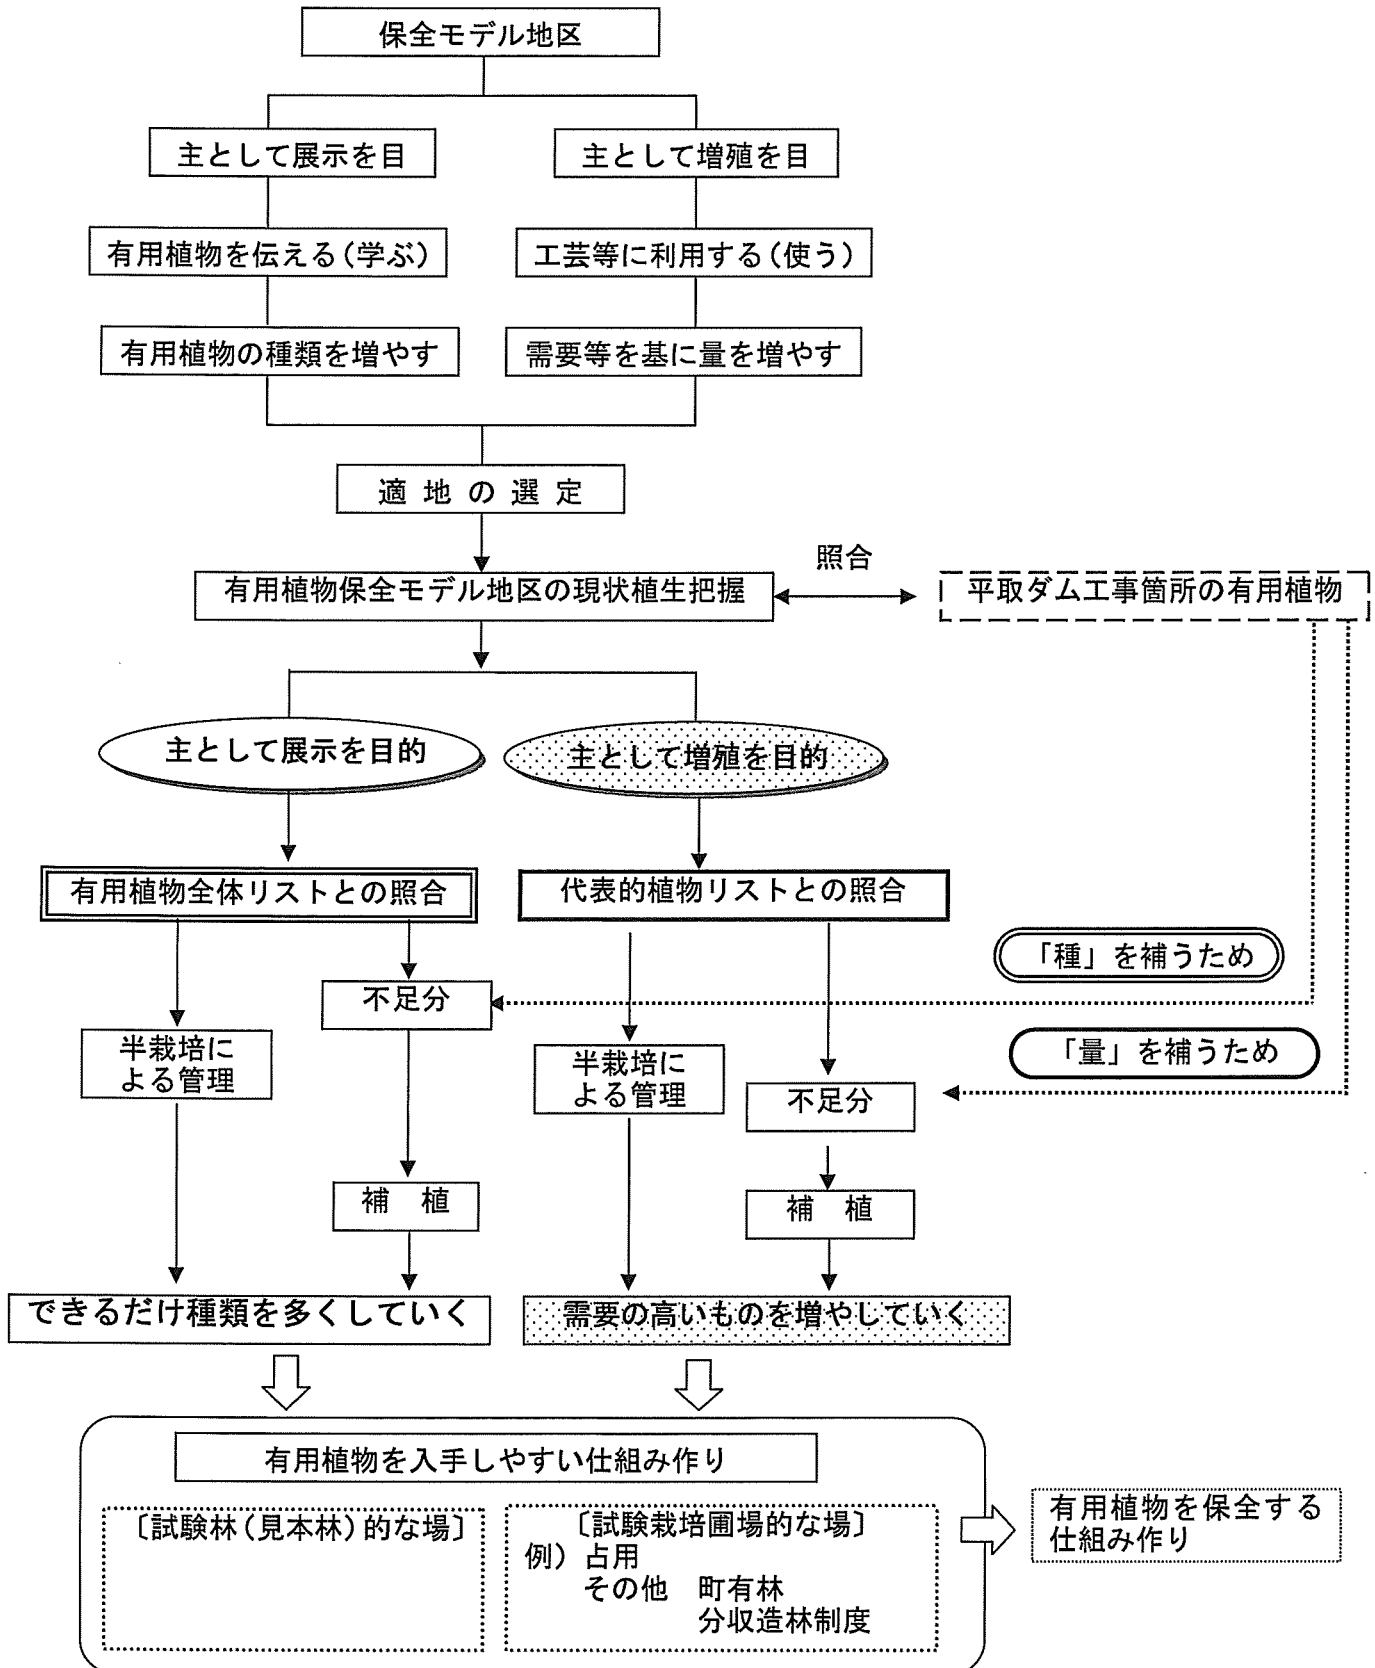 保全モデル地区
主として展示を目
主として増殖を目
有用植物を伝える(学ぶ)
工芸等に利用する(使う)
有用植物の種類を増やす
需要等を基に量を増やす
適地の選定
照合
有用植物保全モデル地区の現状植生把握
平取ダム工事箇所の有用植物
主として展示を目的
主として増殖を目的
有用植物全体リストとの照合
代表的植物リストとの照合
「種」を補うため
不足分
半栽培に
よる管理
「量」を補うため
半栽培に
よる管理
不足分
補 植
補 植
できるだけ種類を多くしていく
需要の高いものを増やしていく
有用植物を入手しやすい仕組み作り
〔試験林(見本林)的な場〕
〔試験栽培圃場的な場〕
例)占用
その他 町有林
分収造林制度
有用植物を保全する
仕組み作り